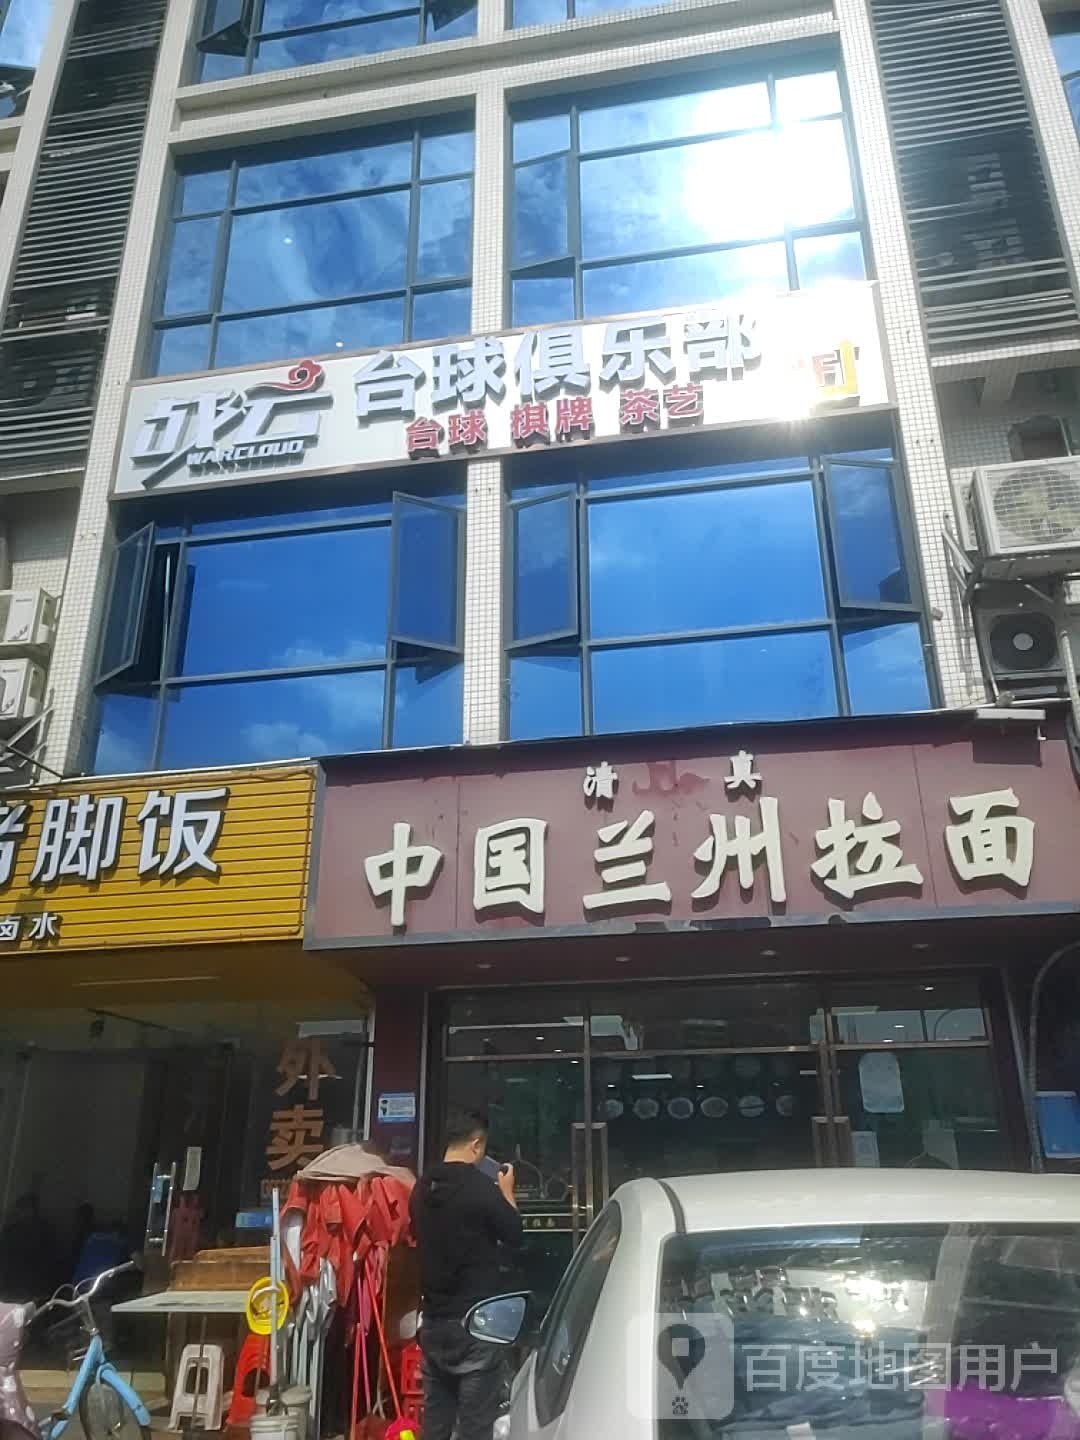 战云 台球俱乐部
WARCLOUD
台球 棋牌 茶艺
清真
中国兰州拉面
猪脚饭
卤水
外卖
百度地图用户